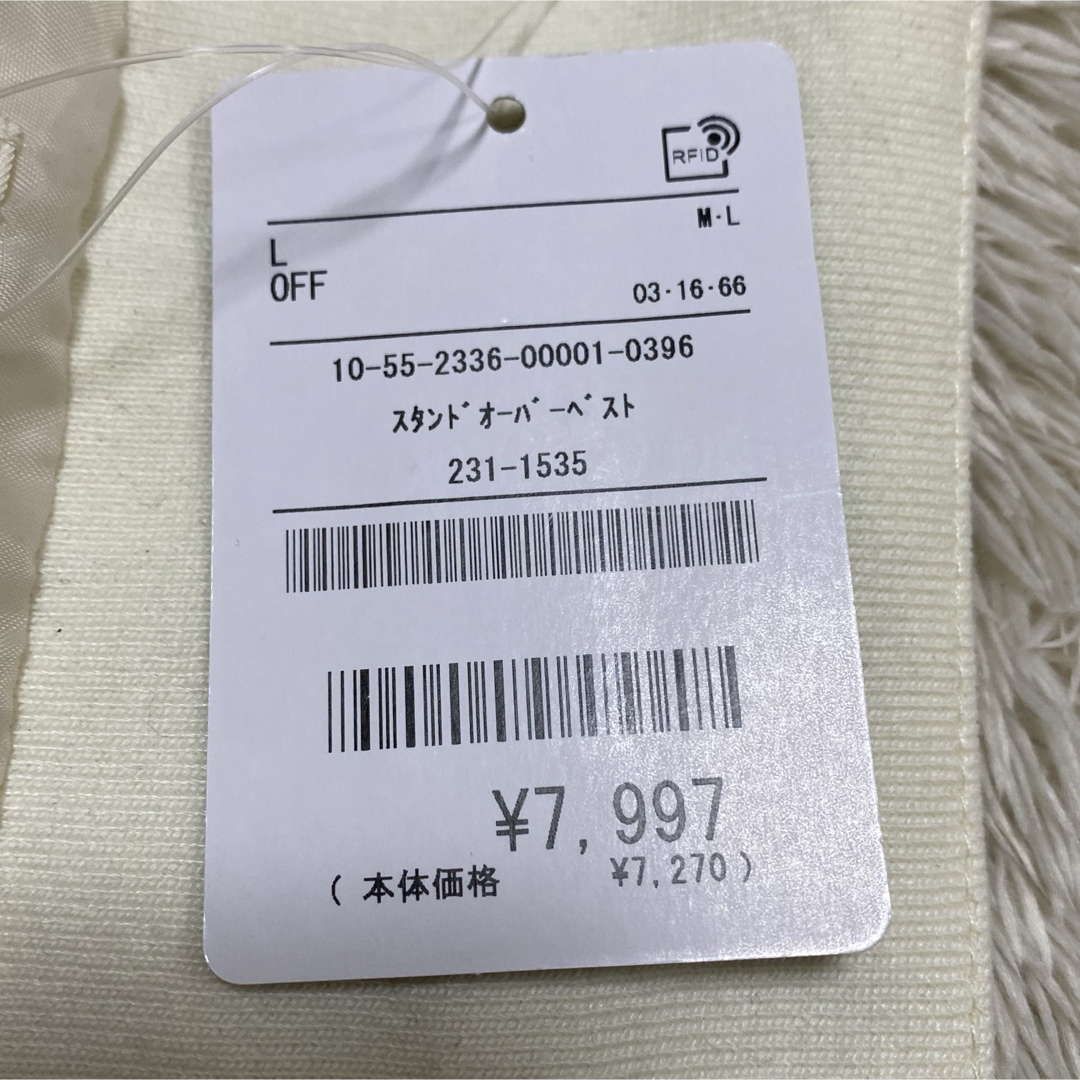 RFID
M·L
L
OFF
03·16·66
10-55-2336-00001-0396
ｽﾀﾝﾄﾞｵｰﾊﾞｰﾍﾞｽﾄ
231-1535
¥7,997
( 本体価格 ¥7,270 )